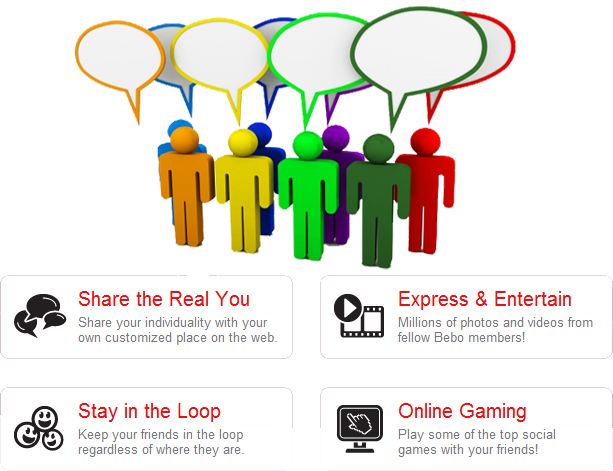 Share the Real You
Share your individuality with your
own customized place on the web.
Express & Entertain
Millions of photos and videos from
fellow Bebo members!
Stay in the Loop
Keep your friends in the loop
regardless of where they are.
Online Gaming
Play some of the top social
games with your friends!